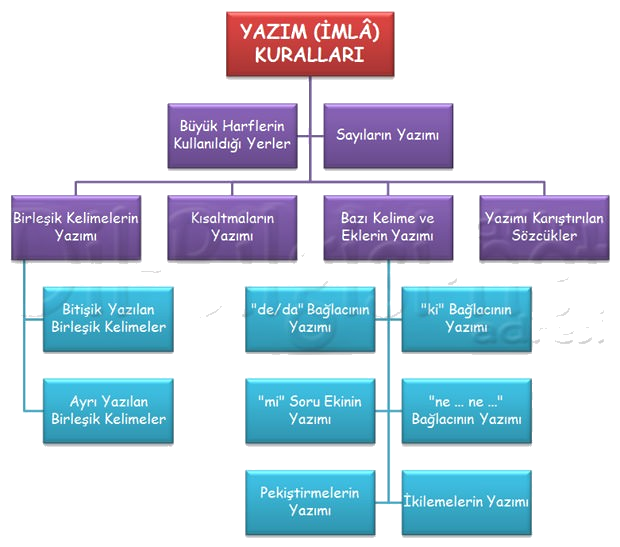 YAZIM (İMLÂ)
KURALLARI
Büyük Harflerin
Kullanıldığı Yerler
Sayıların Yazımı
Birleşik Kelimelerin
Yazımı
Kısaltmaların
Yazımı
Bazı Kelime ve
Eklerin Yazımı
Yazımı Karıştırılan
Sözcükler
Bitişik Yazılan
Birleşik Kelimeler
"de/da" Bağlacının
Yazımı
"ki" Bağlacının
Yazımı
Ayrı Yazılan
Birleşik Kelimeler
"mi" Soru Ekinin
Yazımı
"ne ... ne ..."
Bağlacının Yazımı
Pekiştirmelerin
Yazımı
İkilemelerin Yazımı